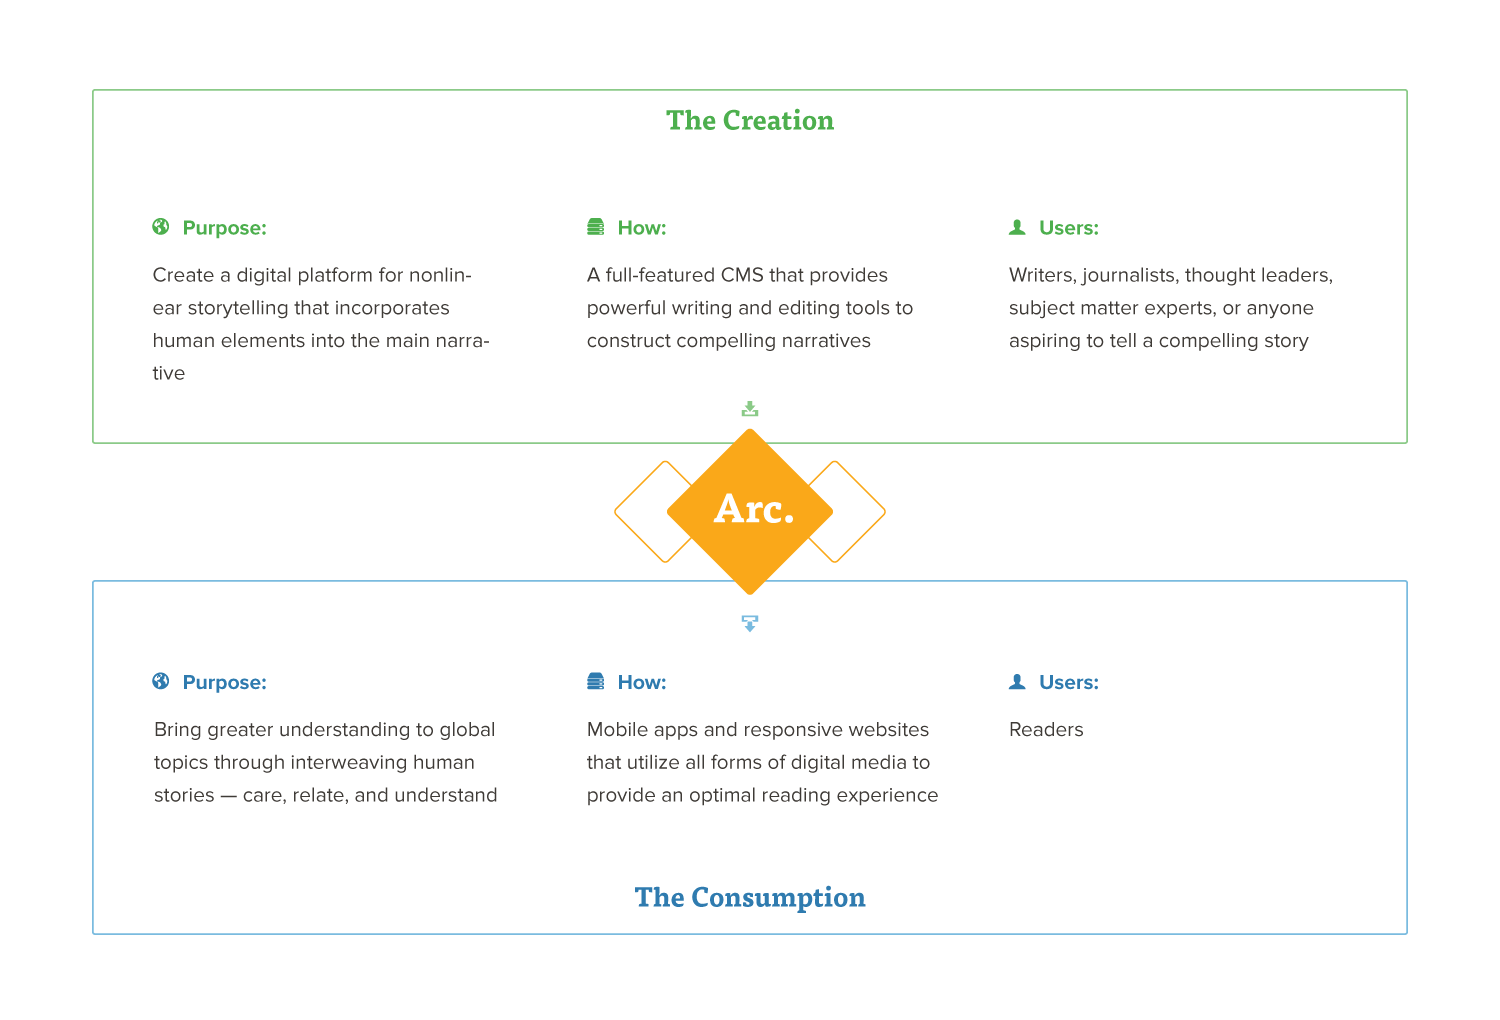 The Creation
Purpose:
Create a digital platform for nonlin-
ear storytelling that incorporates
human elements into the main narra-
tive
How:
A full-featured CMS that provides
powerful writing and editing tools to
construct compelling narratives
Users:
Writers, journalists, thought leaders,
subject matter experts, or anyone
aspiring to tell a compelling story
Arc.
Purpose:
Bring greater understanding to global
topics through interweaving human
stories — care, relate, and understand
How:
Mobile apps and responsive websites
that utilize all forms of digital media to
provide an optimal reading experience
Users:
Readers
The Consumption